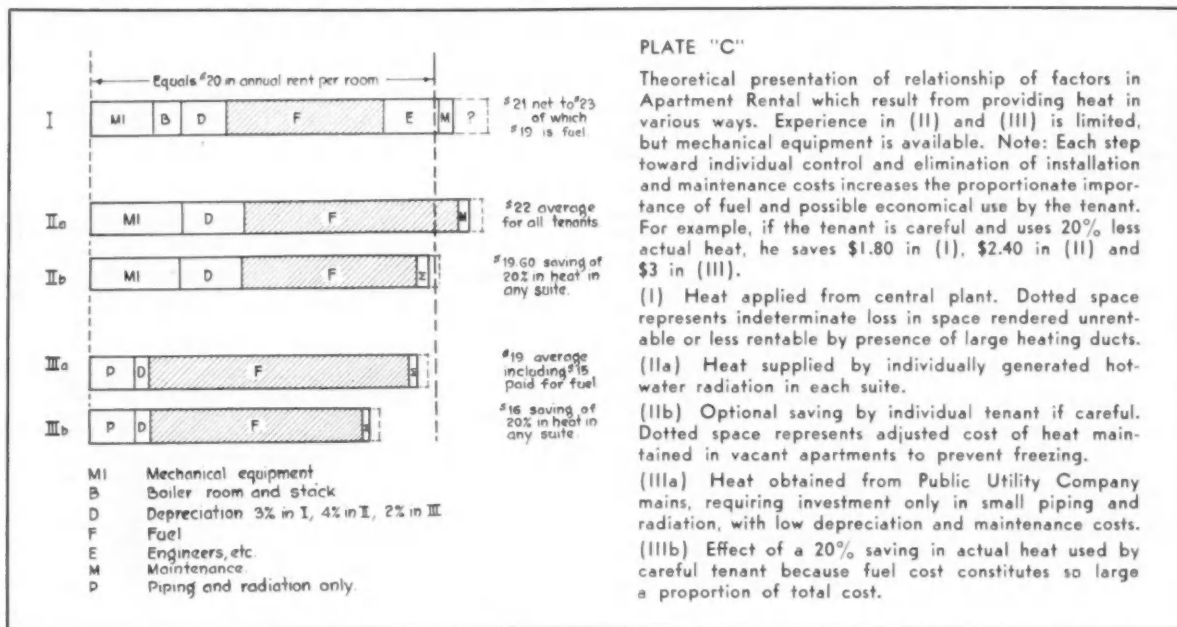 Equals $20 in annual rent per room
I
MI B D F E M ?
$21 net to $23
of which
$19 is fuel.
IIa
MI D F M
$22 average
for all tenants.
IIb
MI D F M
$19.60 saving of
20% in heat in
any suite.
IIIa
P D F M
$19 average
including $15
paid for fuel
IIIb
P D F M
$16 saving of
20% in heat in
any suite.
MI Mechanical equipment
B Boiler room and stack
D Depreciation 3% in I, 4% in II, 2% in III
F Fuel
E Engineers, etc.
M Maintenance.
P Piping and radiation only.
PLATE "C"
Theoretical presentation of relationship of factors in
Apartment Rental which result from providing heat in
various ways. Experience in (II) and (III) is limited,
but mechanical equipment is available. Note: Each step
toward individual control and elimination of installation
and maintenance costs increases the proportionate impor-
tance of fuel and possible economical use by the tenant.
For example, if the tenant is careful and uses 20% less
actual heat, he saves $1.80 in (I), $2.40 in (II) and
$3 in (III).
(I) Heat applied from central plant. Dotted space
represents indeterminate loss in space rendered unrent-
able or less rentable by presence of large heating ducts.
(IIa) Heat supplied by individually generated hot-
water radiation in each suite.
(IIb) Optional saving by individual tenant if careful.
Dotted space represents adjusted cost of heat main-
tained in vacant apartments to prevent freezing.
(IIIa) Heat obtained from Public Utility Company
mains, requiring investment only in small piping and
radiation, with low depreciation and maintenance costs.
(IIIb) Effect of a 20% saving in actual heat used by
careful tenant because fuel cost constitutes so large
a proportion of total cost.